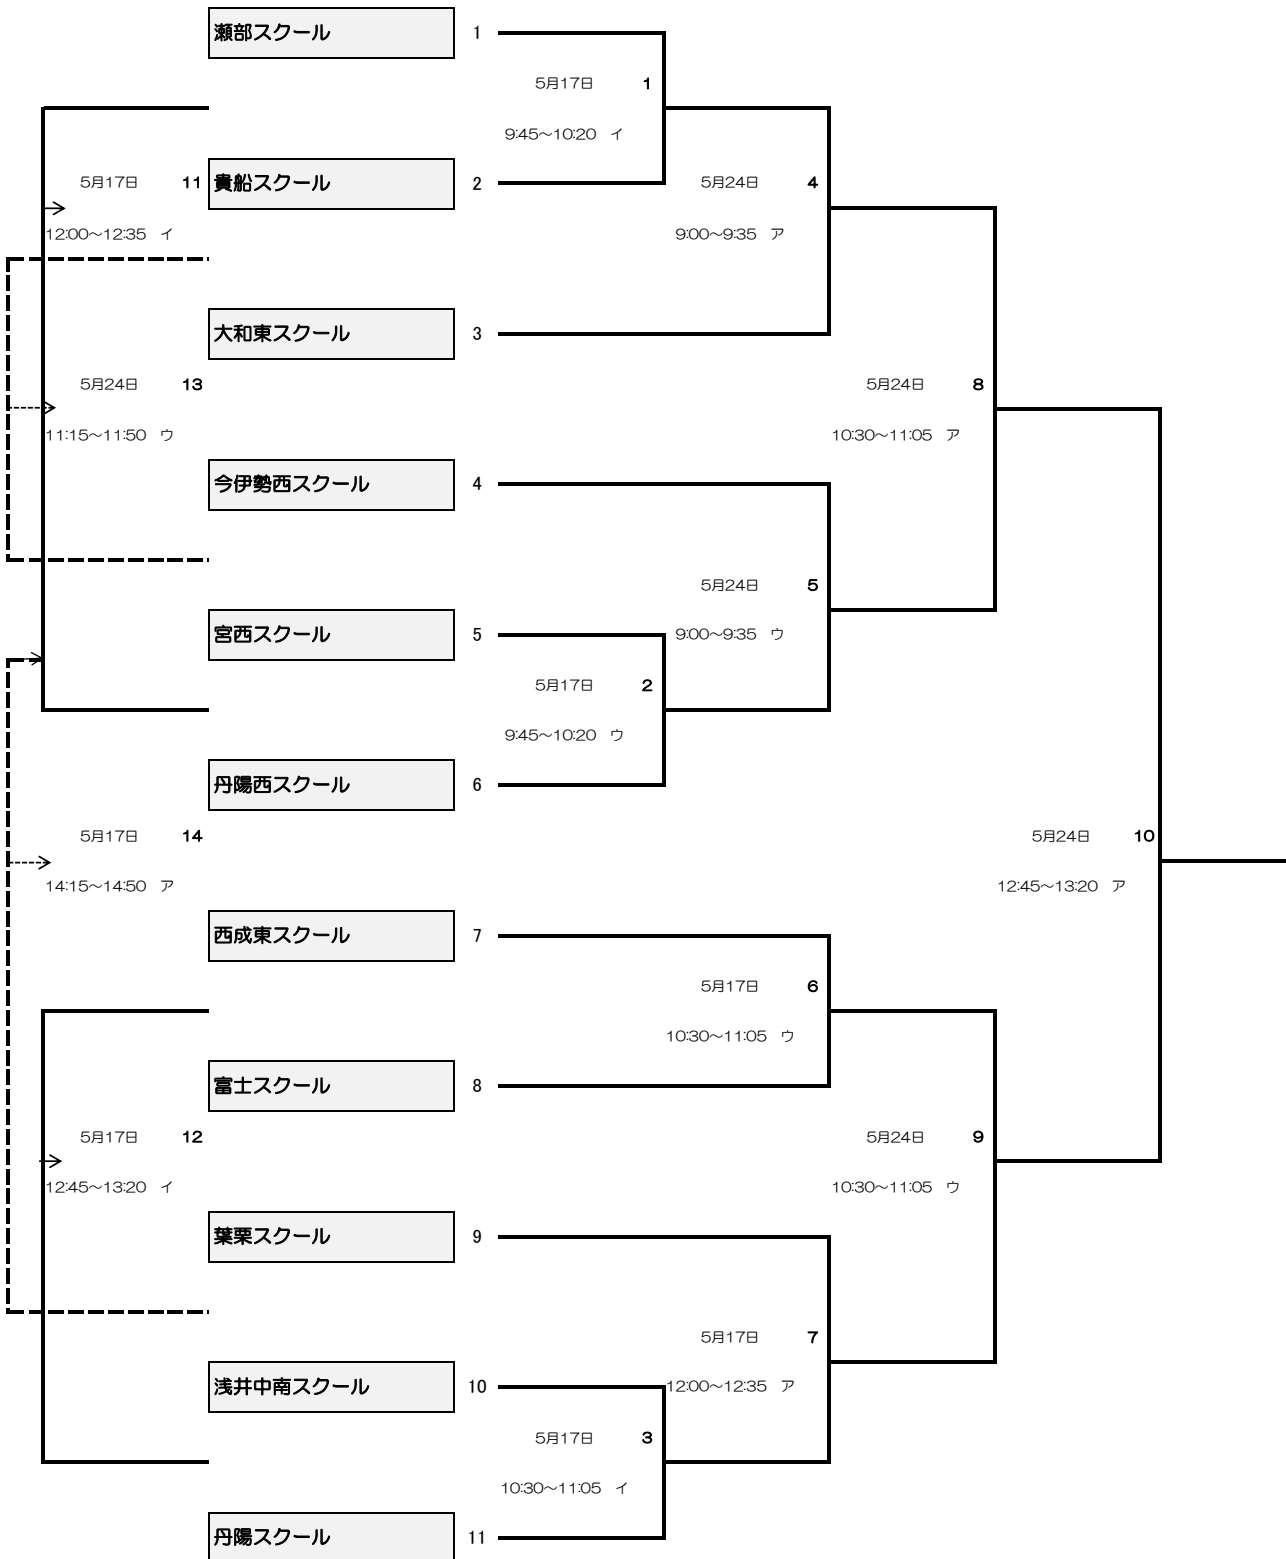 瀬部スクール 1
5月17日 1
9:45～10:20 イ
5月17日 11 貴船スクール 2 5月24日 4
12:00～12:35 イ 9:00～9:35 ア
大和東スクール 3
5月24日 13 5月24日 8
11:15～11:50 ウ 10:30～11:05 ア
今伊勢西スクール 4
5月24日 5
宮西スクール 5 9:00～9:35 ウ
5月17日 2
9:45～10:20 ウ
丹陽西スクール 6
5月17日 14 5月24日 10
14:15～14:50 ア 12:45～13:20 ア
西成東スクール 7
5月17日 6
10:30～11:05 ウ
富士スクール 8
5月17日 12 5月24日 9
12:45～13:20 イ 10:30～11:05 ウ
葉栗スクール 9
5月17日 7
浅井中南スクール 10 12:00～12:35 ア
5月17日 3
10:30～11:05 イ
丹陽スクール 11